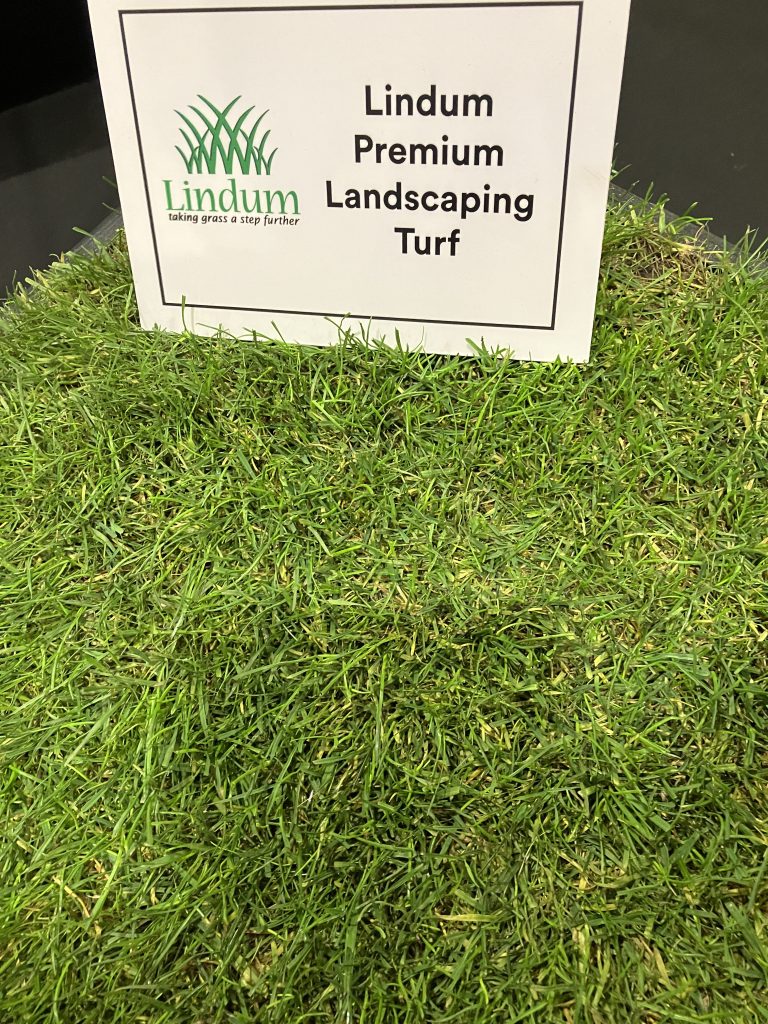 Lindum
taking grass a step further
Lindum
Premium
Landscaping
Turf